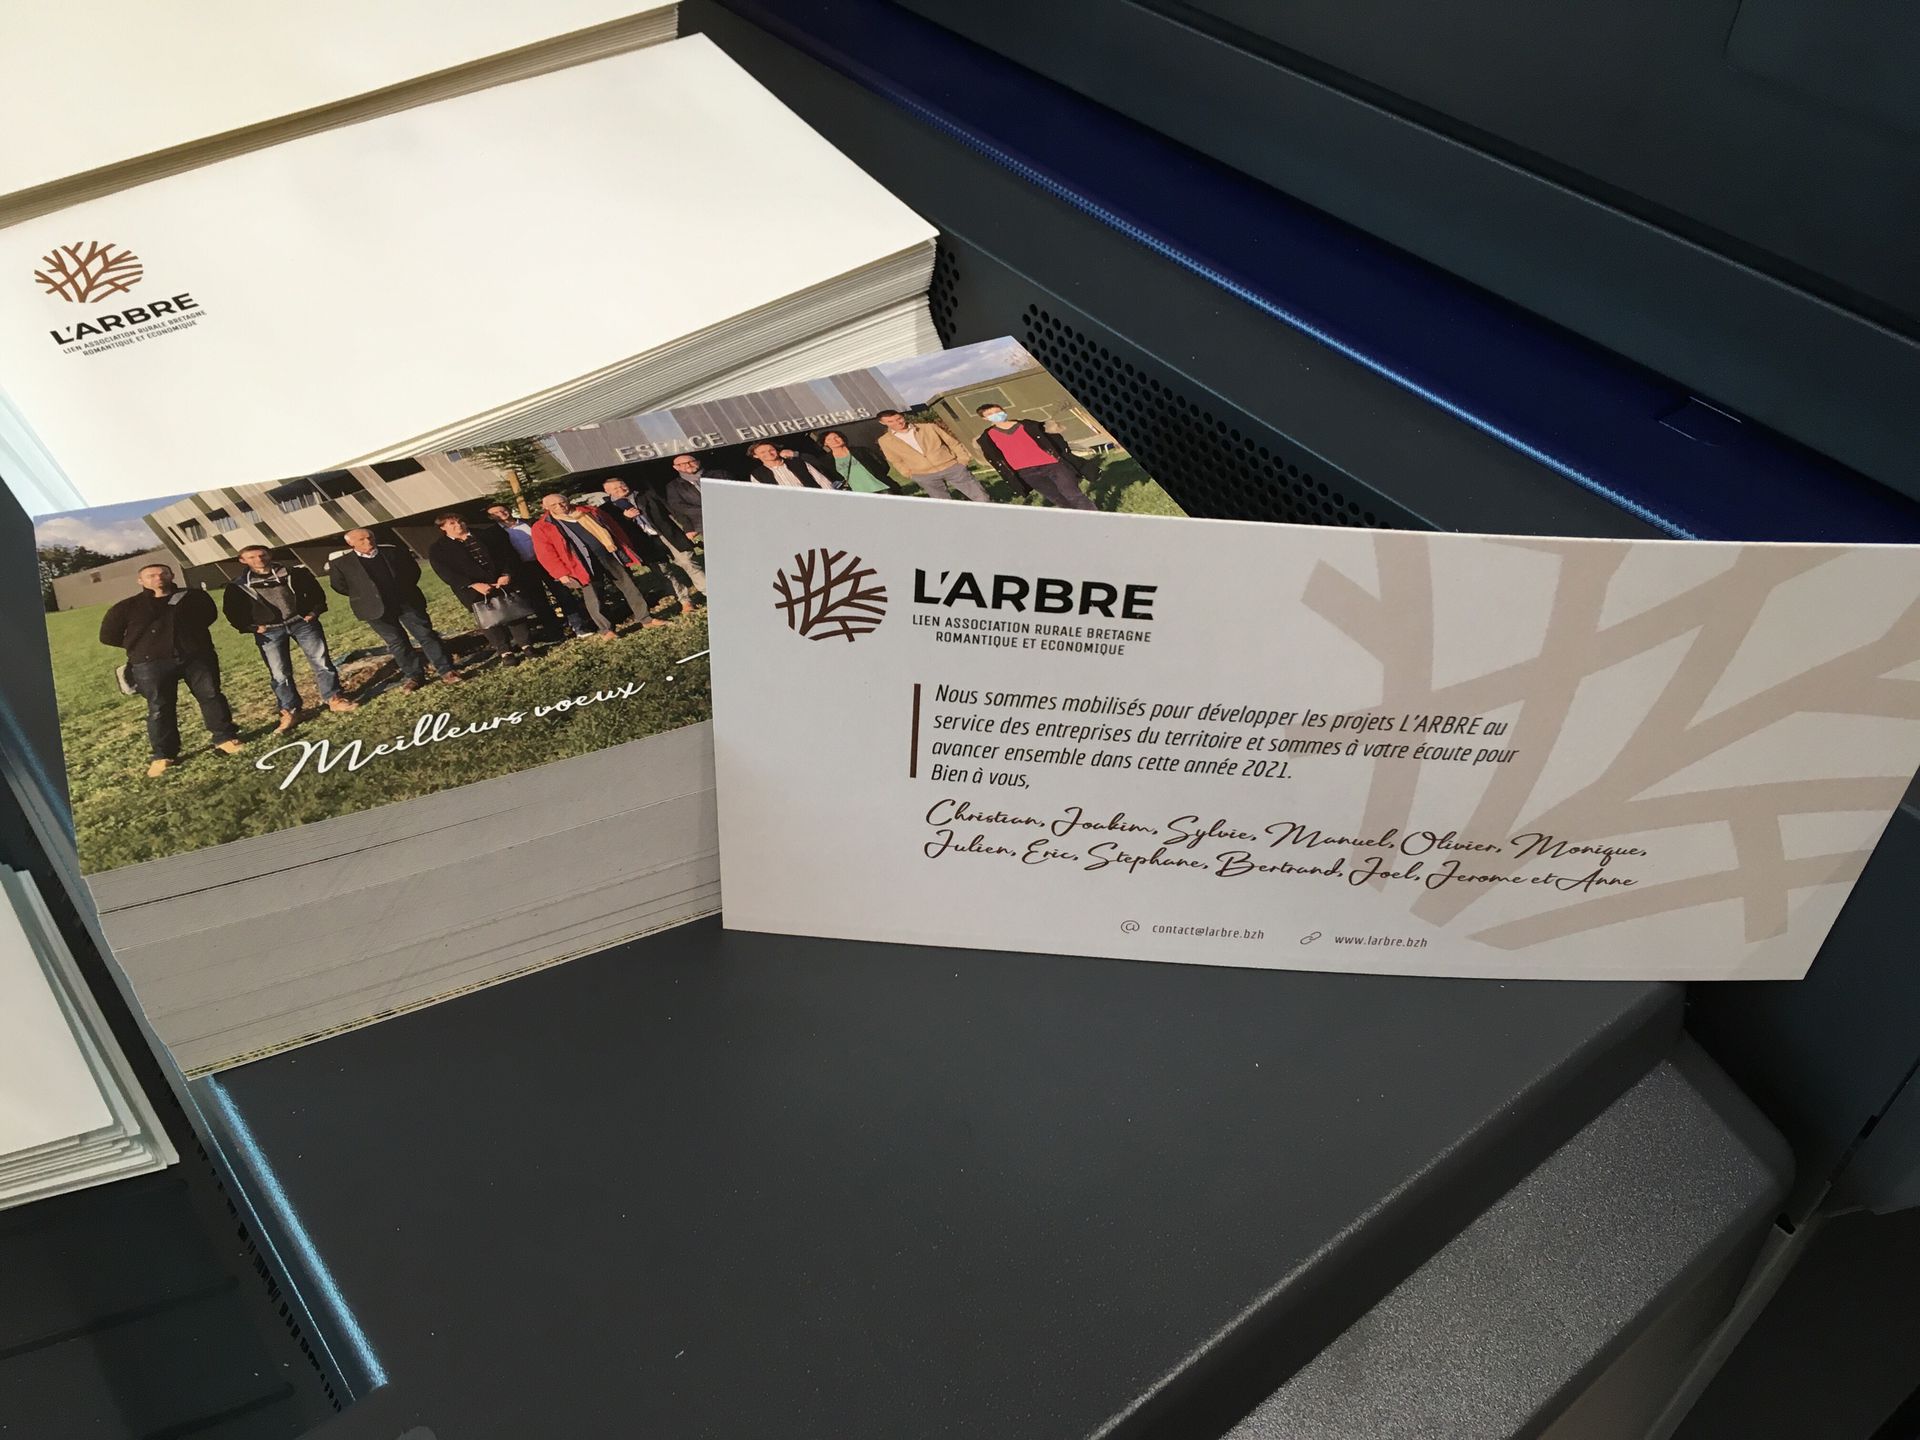 L'ARBRE
LIEN ASSOCIATION RURALE BRETAGNE
ROMANTIQUE ET ECONOMIQUE
ESPACE ENTREPRISES
Meilleurs voeux
L'ARBRE
LIEN ASSOCIATION RURALE BRETAGNE
ROMANTIQUE ET ECONOMIQUE
Nous sommes mobilisés pour développer les projets L'ARBRE au
service des entreprises du territoire et sommes à votre écoute pour
avancer ensemble dans cette année 2021.
Bien à vous,
Christian, Joakim, Sylvie, Manuel, Olivier, Monique,
Julien, Eric, Stephane, Bertrand, Joel, Jerome et Anne
@ contact@larbre.bzh www.larbre.bzh